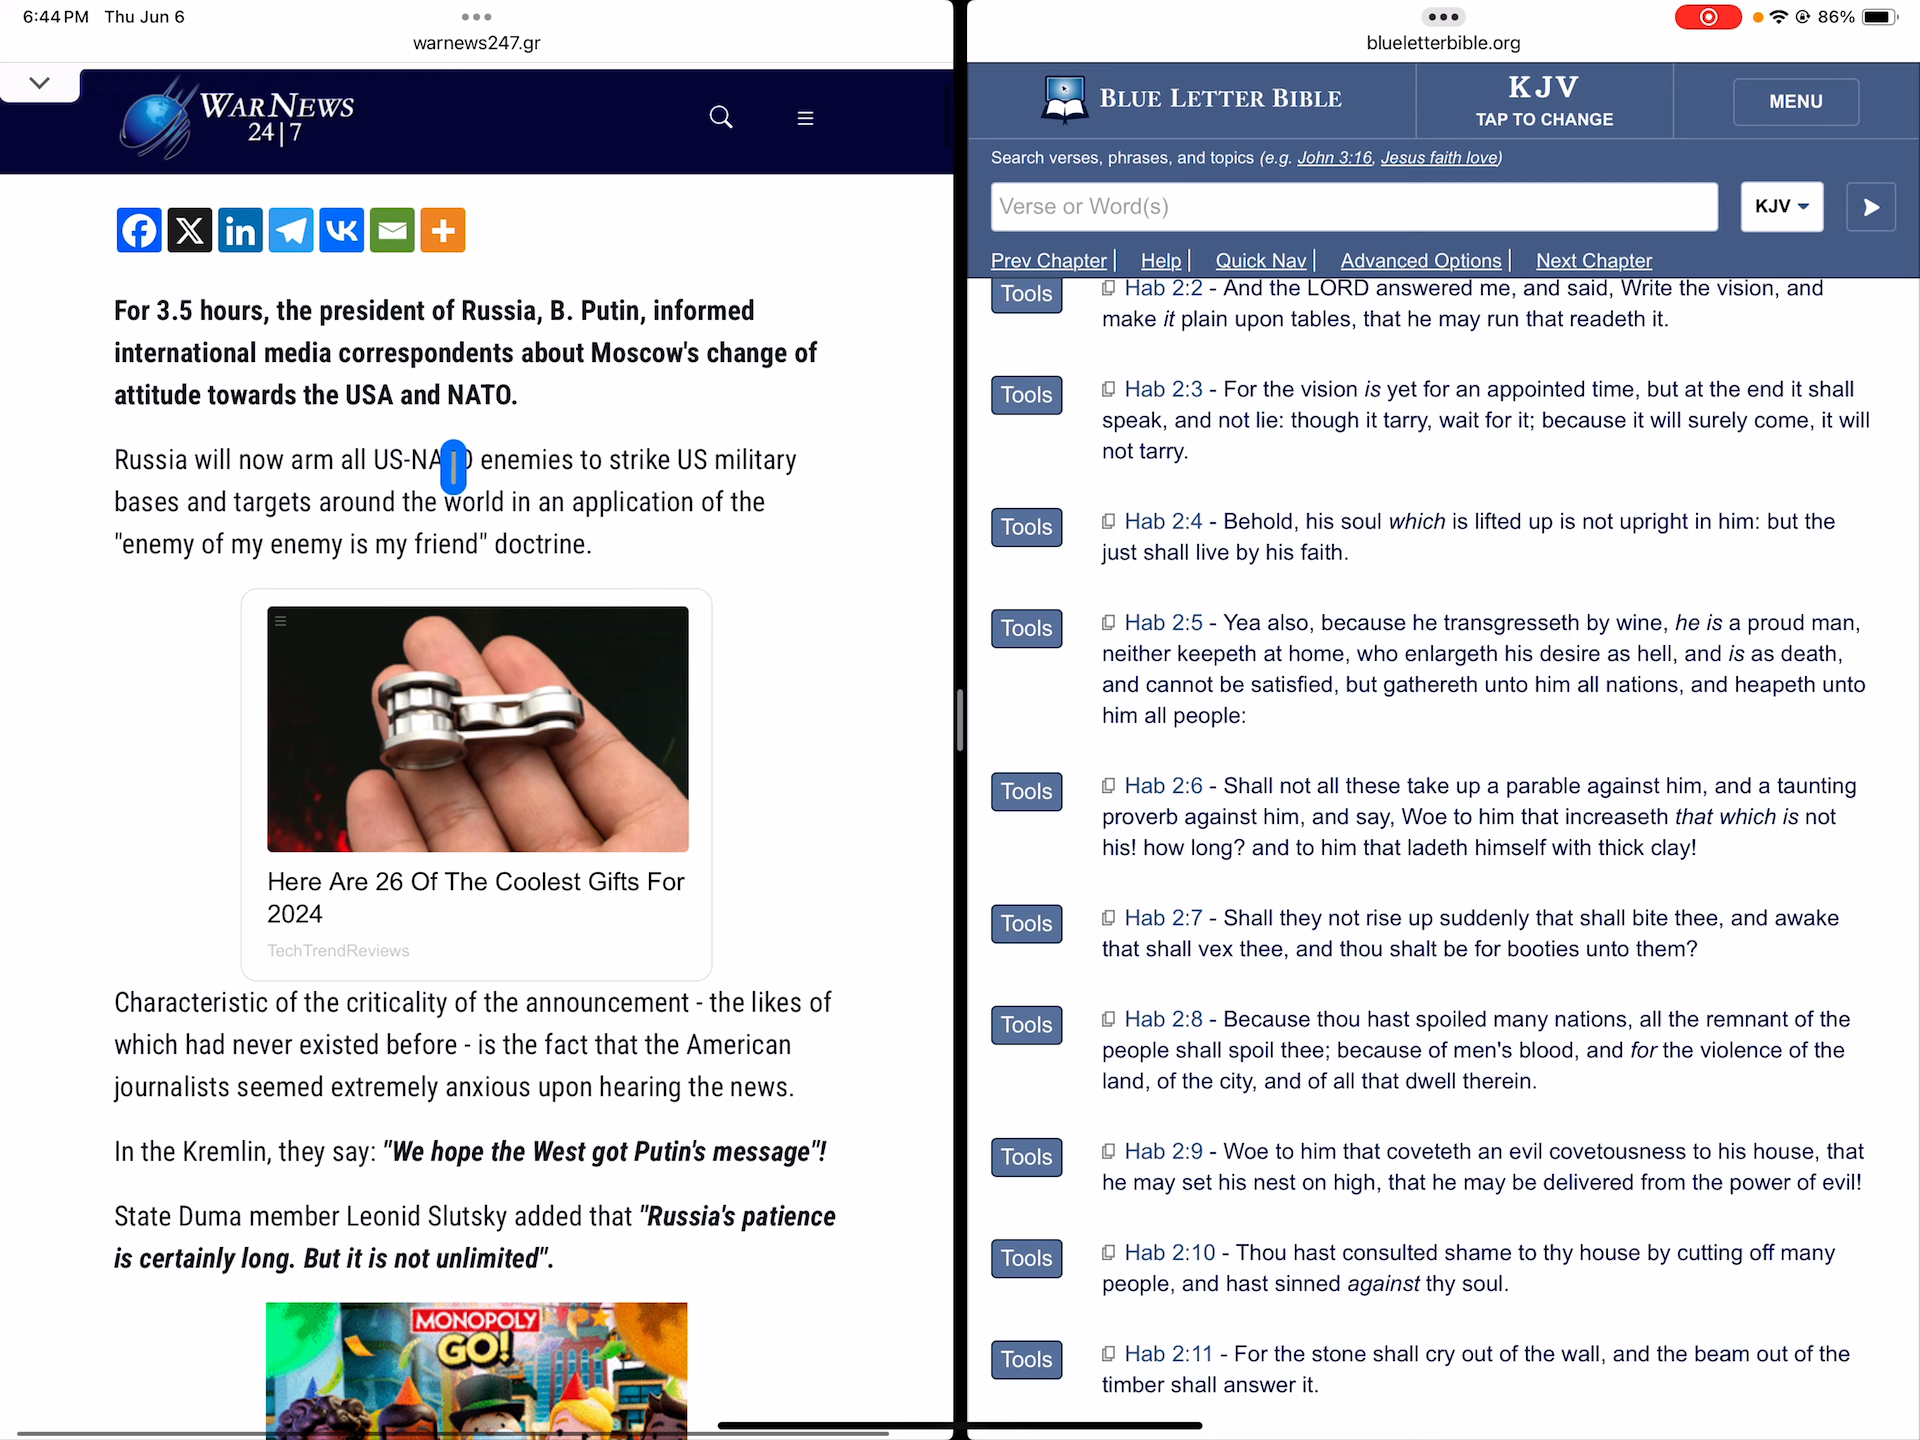 6:44 PM Thu Jun 6
warnews247.gr
WARNEWS
24|7
For 3.5 hours, the president of Russia, B. Putin, informed
international media correspondents about Moscow's change of
attitude towards the USA and NATO.
Russia will now arm all US-NA O enemies to strike US military
bases and targets around the world in an application of the
"enemy of my enemy is my friend" doctrine.
Here Are 26 Of The Coolest Gifts For
2024
TechTrendReviews
Characteristic of the criticality of the announcement - the likes of
which had never existed before - is the fact that the American
journalists seemed extremely anxious upon hearing the news.
In the Kremlin, they say: "We hope the West got Putin's message"!
State Duma member Leonid Slutsky added that "Russia's patience
is certainly long. But it is not unlimited".
MONOPOLY
GO!
86%
blueletterbible.org
BLUE LETTER BIBLE
KJV
TAP TO CHANGE
MENU
Search verses, phrases, and topics (e.g. John 3:16, Jesus faith love)
Verse or Word(s)
KJV
Prev Chapter | Help | Quick Nav | Advanced Options | Next Chapter
Tools Hab 2:2 - And the LORD answered me, and said, Write the vision, and
make it plain upon tables, that he may run that readeth it.
Tools Hab 2:3 - For the vision is yet for an appointed time, but at the end it shall
speak, and not lie: though it tarry, wait for it; because it will surely come, it will
not tarry.
Tools Hab 2:4 - Behold, his soul which is lifted up is not upright in him: but the
just shall live by his faith.
Tools Hab 2:5 - Yea also, because he transgresseth by wine, he is a proud man,
neither keepeth at home, who enlargeth his desire as hell, and is as death,
and cannot be satisfied, but gathereth unto him all nations, and heapeth unto
him all people:
Tools Hab 2:6 - Shall not all these take up a parable against him, and a taunting
proverb against him, and say, Woe to him that increaseth that which is not
his! how long? and to him that ladeth himself with thick clay!
Tools Hab 2:7 - Shall they not rise up suddenly that shall bite thee, and awake
that shall vex thee, and thou shalt be for booties unto them?
Tools Hab 2:8 - Because thou hast spoiled many nations, all the remnant of the
people shall spoil thee; because of men's blood, and for the violence of the
land, of the city, and of all that dwell therein.
Tools Hab 2:9 - Woe to him that coveteth an evil covetousness to his house, that
he may set his nest on high, that he may be delivered from the power of evil!
Tools Hab 2:10 - Thou hast consulted shame to thy house by cutting off many
people, and hast sinned against thy soul.
Tools Hab 2:11 - For the stone shall cry out of the wall, and the beam out of the
timber shall answer it.